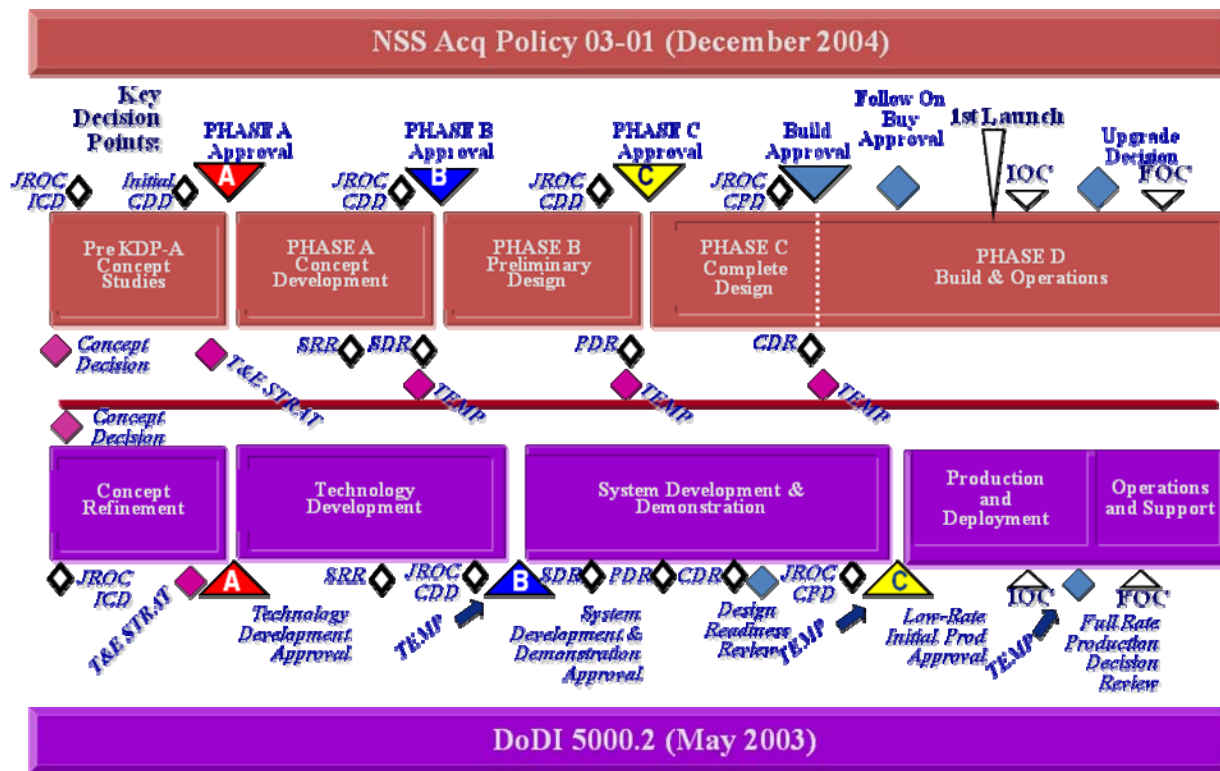 NSS Acq Policy 03-01 (December 2004)
Key
Decision
Points:
PHASE A
Approval
PHASE B
Approval
PHASE C
Approval
Build
Approval
Follow On
Buy
Approval
1st Launch
Upgrade
Decision
JROC
ICD
Initial
CDD
A
JROC
CDD
B
JROC
CDD
C
JROC
CPD
IOC
FOC
Pre KDP-A
Concept
Studies
PHASE A
Concept
Development
PHASE B
Preliminary
Design
PHASE C
Complete
Design
PHASE D
Build & Operations
Concept
Decision
T&E STRAT
SRR
SDR
TEMP
PDR
TEMP
CDR
TEMP
Concept
Decision
Concept
Refinement
Technology
Development
System Development &
Demonstration
Production
and
Deployment
Operations
and Support
JROC
ICD
T&E STRAT
A
Technology
Development
Approval
SRR
JROC
CDD
TEMP
B
System
Development &
Demonstration
Approval
SDR
PDR
CDR
Design
Readiness
Review
JROC
CPD
TEMP
C
Low-Rate
Initial Prod
Approval
IOC
TEMP
FOC
Full Rate
Production
Decision
Review
DoDI 5000.2 (May 2003)